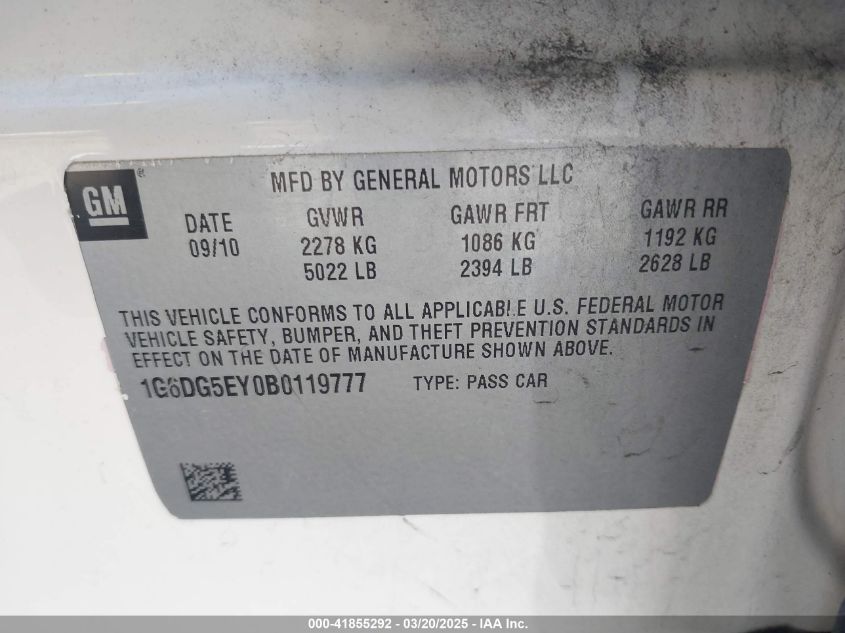 GM
MFD BY GENERAL MOTORS LLC
DATE GVWR GAWR FRT GAWR RR
09/10 2278 KG 1086 KG 1192 KG
5022 LB 2394 LB 2628 LB
THIS VEHICLE CONFORMS TO ALL APPLICABLE U.S. FEDERAL MOTOR
VEHICLE SAFETY, BUMPER, AND THEFT PREVENTION STANDARDS IN
EFFECT ON THE DATE OF MANUFACTURE SHOWN ABOVE.
1G6DG5EY0B0119777 TYPE: PASS CAR
000-41855292 - 03/20/2025 - IAA Inc.